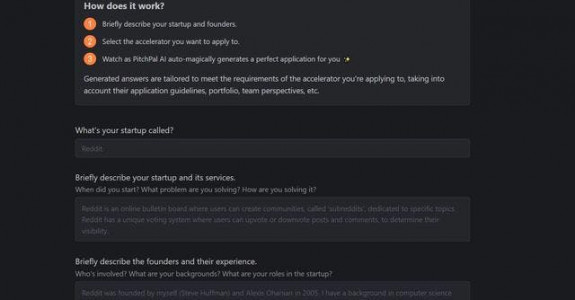 How does it work?
1 Briefly describe your startup and founders.
2 Select the accelerator you want to apply to.
3 Watch as PitchPal AI auto-magically generates a perfect application for you ✨
Generated answers are tailored to meet the requirements of the accelerator you're applying to, taking into
account their application guidelines, portfolio, team perspectives, etc.
What's your startup called?
Reddit
Briefly describe your startup and its services.
When did you start? What problem are you solving? How are you solving it?
Reddit is an online bulletin board where users can create communities, called 'subreddits', dedicated to specific topics.
Reddit has a unique voting system where users can upvote or downvote posts and comments, to determine their
visibility.
Briefly describe the founders and their experience.
Who's involved? What are your backgrounds? What are your roles in the startup?
Reddit was founded by myself (Steve Huffman) and Alexis Ohanian in 2005. I have a background in computer science